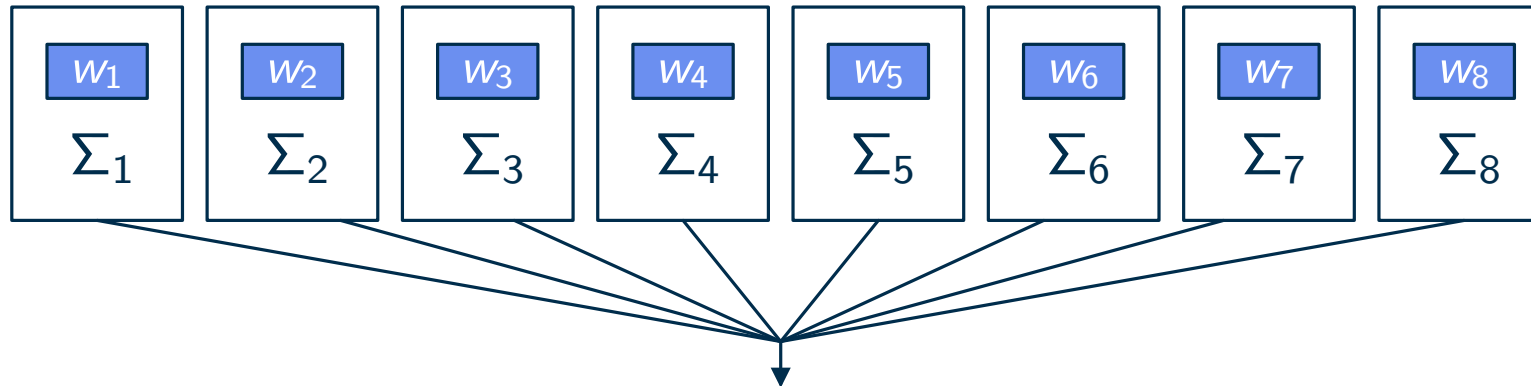 w₁ w₂ w₃ w₄ w₅ w₆ w₇ w₈
Σ₁ Σ₂ Σ₃ Σ₄ Σ₅ Σ₆ Σ₇ Σ₈